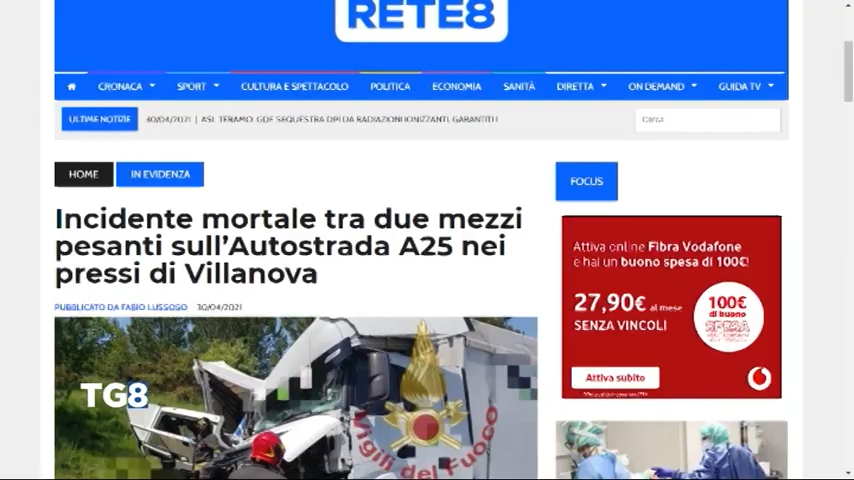 RETE8
CRONACA SPORT CULTURA E SPETTACOLO POLITICA ECONOMIA SANITÀ DIRETTA ON DEMAND GUIDA TV
ULTIME NOTIZIE 30/04/2021 | ASL TERAMO: GDF SEQUESTRA DPI DA RADIAZIONI IONIZZANTI, GARANTITI I
Cerca
HOME IN EVIDENZA
FOCUS
Incidente mortale tra due mezzi
pesanti sull'Autostrada A25 nei
pressi di Villanova
PUBBLICATO DA FABIO LUSSOSO 30/04/2021
TG8
Vigili del Fuoco
Attiva online Fibra Vodafone
e hai un buono spesa di 100€!
27,90€ al mese
SENZA VINCOLI
100€
di buono
SPESA
Attiva subito